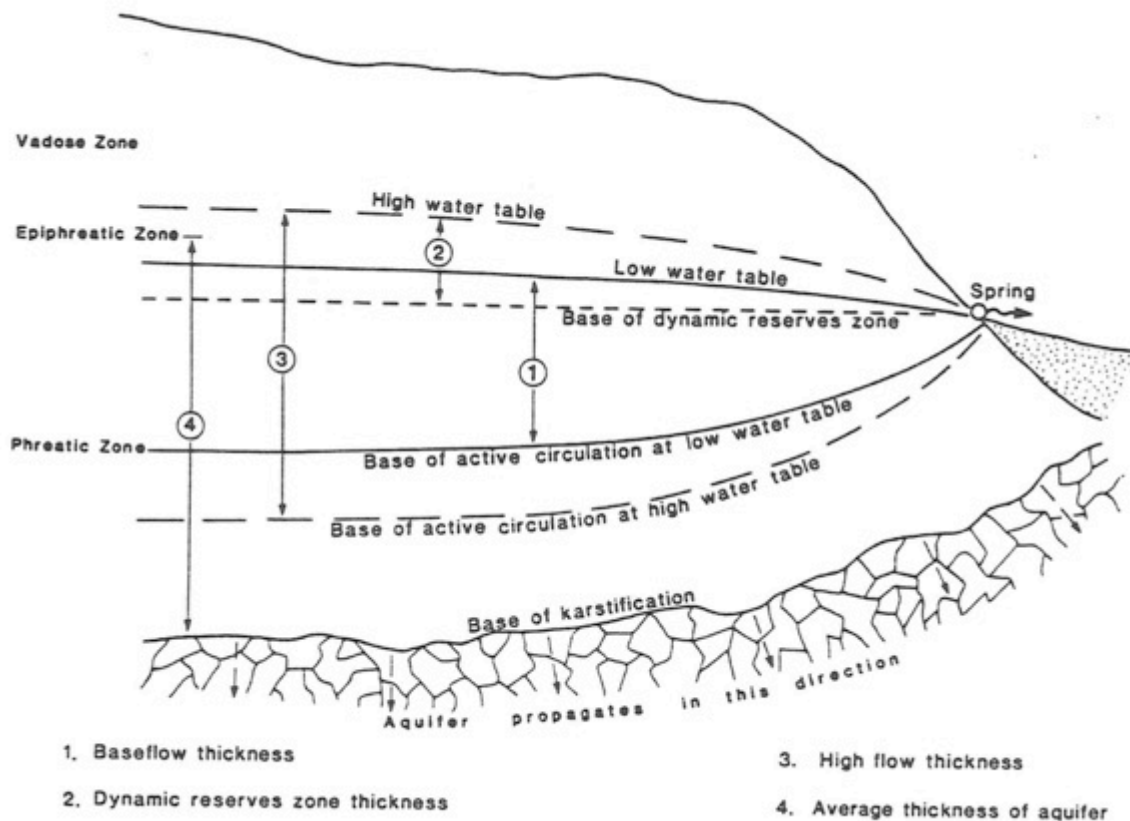 Vadose Zone
High water table
Epiphreatic Zone
2
Low water table
Spring
Base of dynamic reserves zone
3
1
4
Phreatic Zone
Base of active circulation at low water table
Base of active circulation at high water table
Base of karstification
Aquifer propagates in this direction
1. Baseflow thickness
2. Dynamic reserves zone thickness
3. High flow thickness
4. Average thickness of aquifer